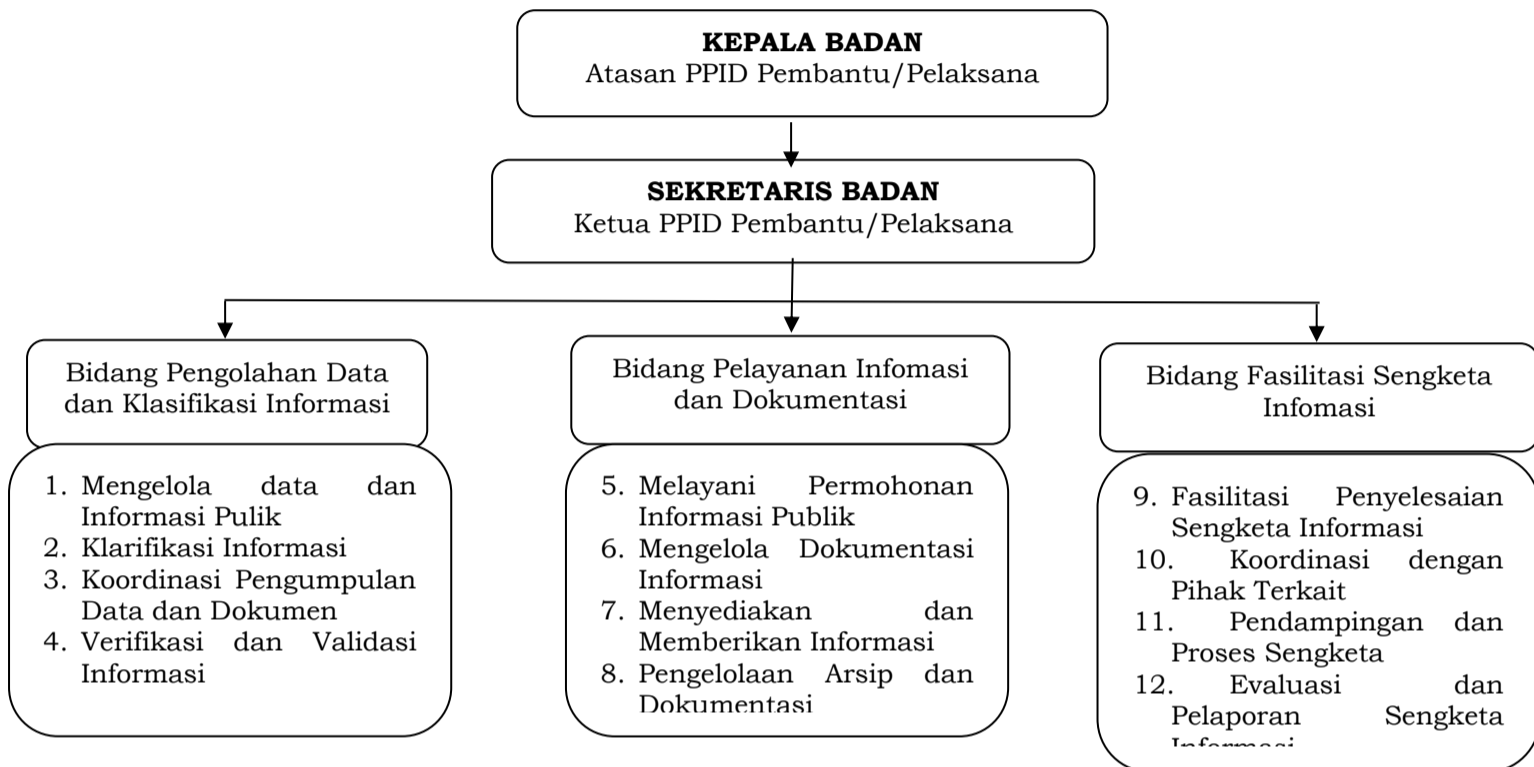 KEPALA BADAN
Atasan PPID Pembantu/Pelaksana
SEKRETARIS BADAN
Ketua PPID Pembantu/Pelaksana
Bidang Pengolahan Data
dan Klasifikasi Informasi
1. Mengelola data dan
Informasi Pulik
2. Klarifikasi Informasi
3. Koordinasi Pengumpulan
Data dan Dokumen
4. Verifikasi dan Validasi
Informasi
Bidang Pelayanan Infomasi
dan Dokumentasi
5. Melayani Permohonan
Informasi Publik
6. Mengelola Dokumentasi
Informasi
7. Menyediakan dan
Memberikan Informasi
8. Pengelolaan Arsip dan
Dokumentasi
Bidang Fasilitasi Sengketa
Infomasi
9. Fasilitasi Penyelesaian
Sengketa Informasi
10. Koordinasi dengan
Pihak Terkait
11. Pendampingan dan
Proses Sengketa
12. Evaluasi dan
Pelaporan Sengketa
Informasi